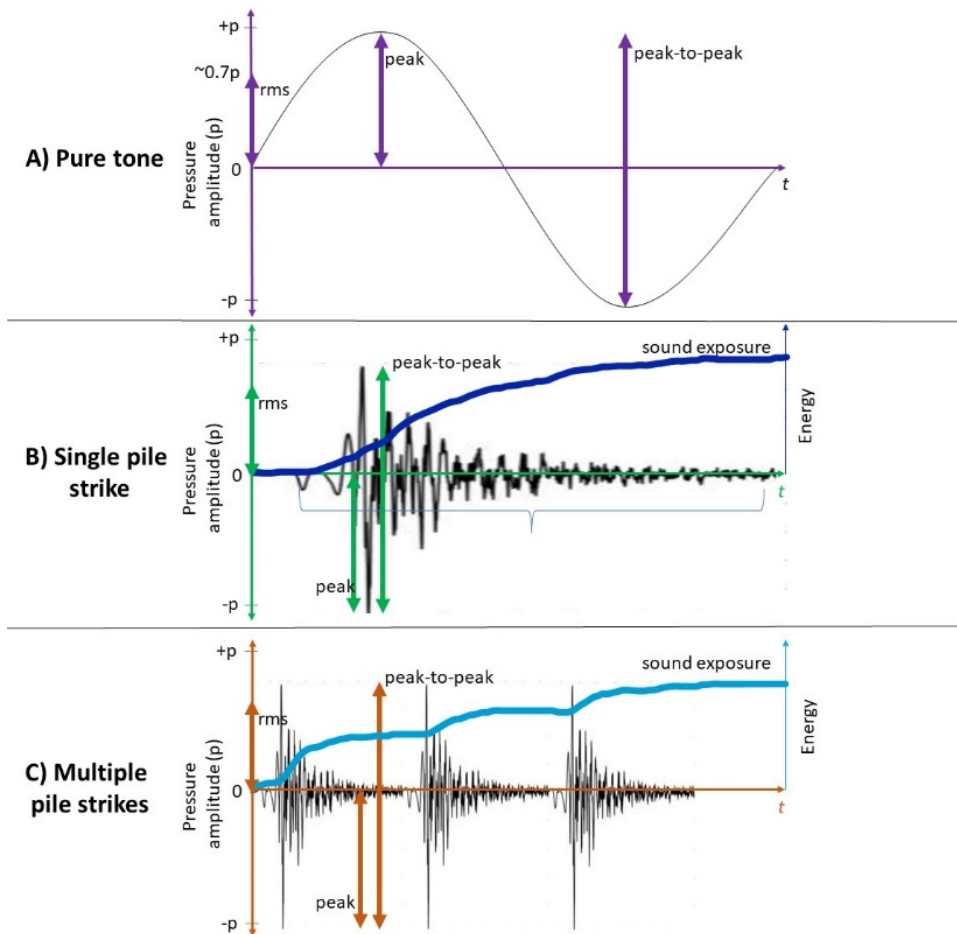 +p
~0.7p
rms
peak
peak-to-peak
A) Pure tone
Pressure
amplitude (p)
0
t
-p
+p
sound exposure
peak-to-peak
rms
B) Single pile
strike
Pressure
amplitude (p)
0
Energy
t
peak
-p
+p
sound exposure
peak-to-peak
rms
C) Multiple
pile strikes
Pressure
amplitude (p)
0
Energy
t
peak
-p